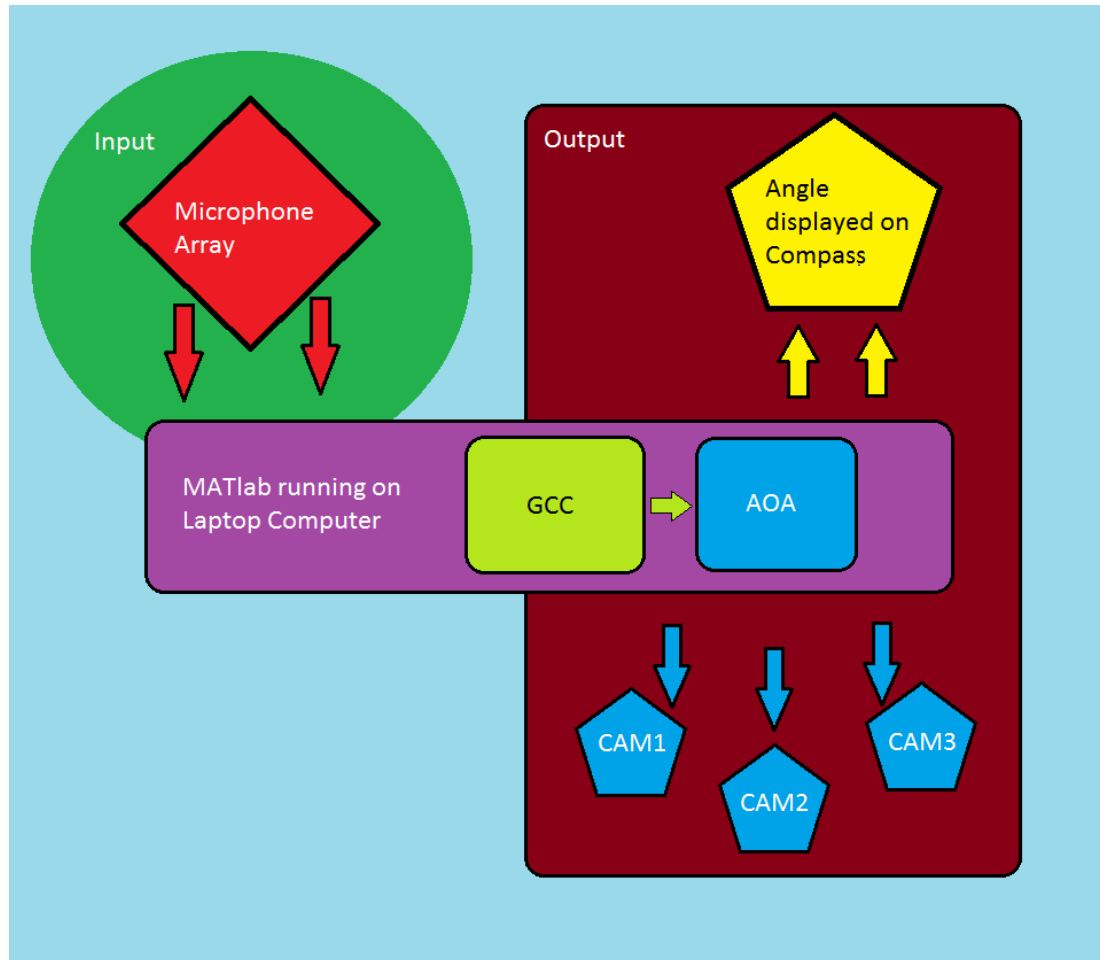 Input
Microphone
Array
Output
Angle
displayed on
Compass
MATlab running on
Laptop Computer
GCC
AOA
CAM1
CAM2
CAM3